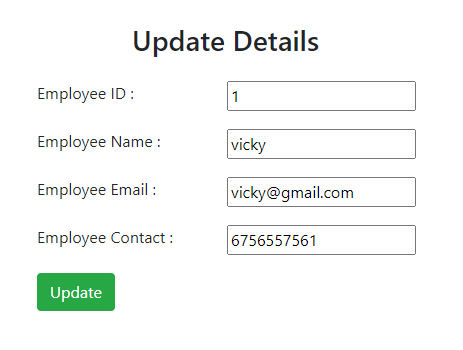 Update Details
Employee ID : 1
Employee Name : vicky
Employee Email : vicky@gmail.com
Employee Contact : 6756557561
Update